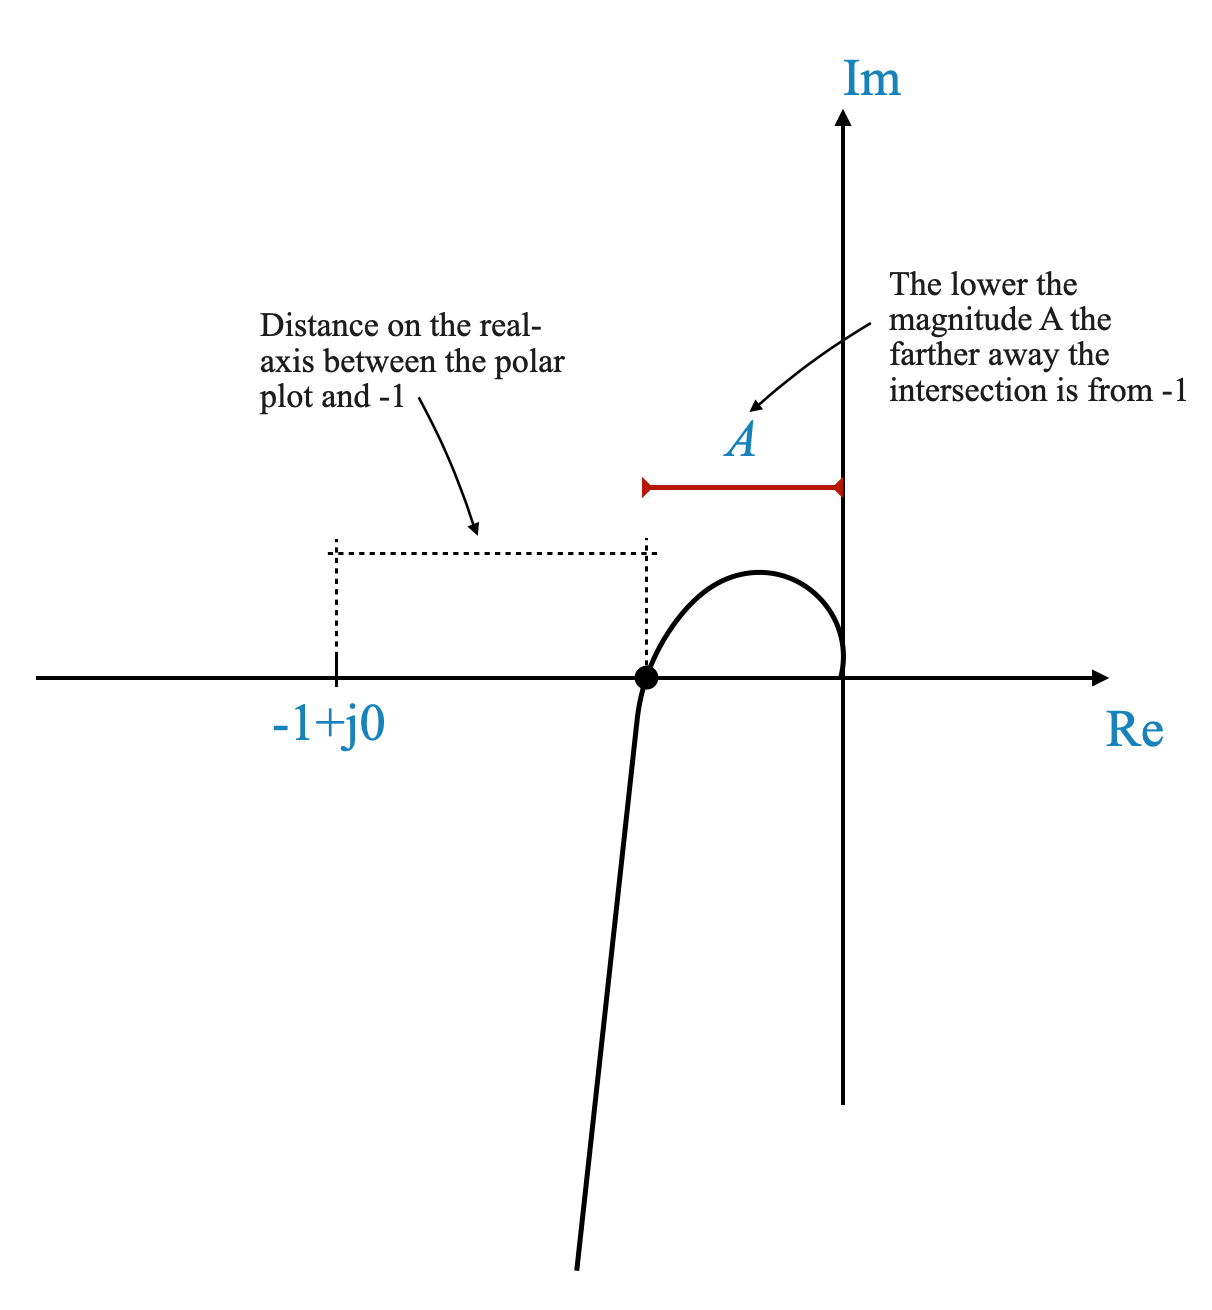 Im
The lower the
magnitude A the
farther away the
intersection is from -1
Distance on the real-
axis between the polar
plot and -1
A
-1+j0
Re